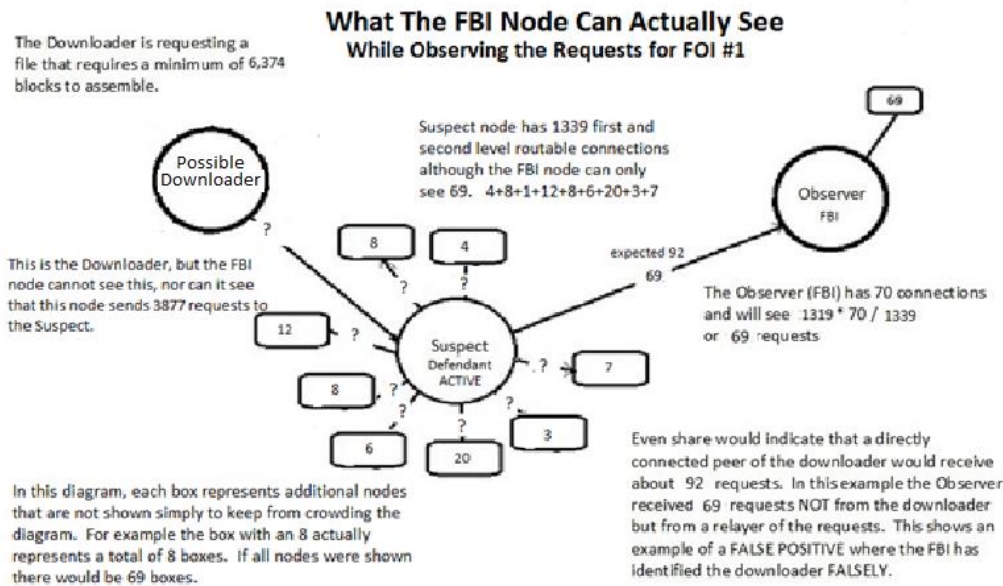 What The FBI Node Can Actually See
While Observing the Requests for FOI #1
The Downloader is requesting a
file that requires a minimum of 6,374
blocks to assemble.
69
Suspect node has 1339 first and
second level routable connections
although the FBI node can only
see 69. 4+8+1+12+8+6+20+3+7
Possible
Downloader
?
Observer
FBI
8
4
expected 92
69
This is the Downloader, but the FBI
node cannot see this, nor can it see
that this node sends 3877 requests to
the Suspect.
?
?
The Observer (FBI) has 70 connections
and will see 1319 * 70 / 1339
or 69 requests
12
?
Suspect
Defendant
ACTIVE
. ?
7
8
?
?
?
?
6
20
3
Even share would indicate that a directly
connected peer of the downloader would receive
about 92 requests. In this example the Observer
received 69 requests NOT from the downloader
but from a relayer of the requests. This shows an
example of a FALSE POSITIVE where the FBI has
identified the downloader FALSELY.
In this diagram, each box represents additional nodes
that are not shown simply to keep from crowding the
diagram. For example the box with an 8 actually
represents a total of 8 boxes. If all nodes were shown
there would be 69 boxes.